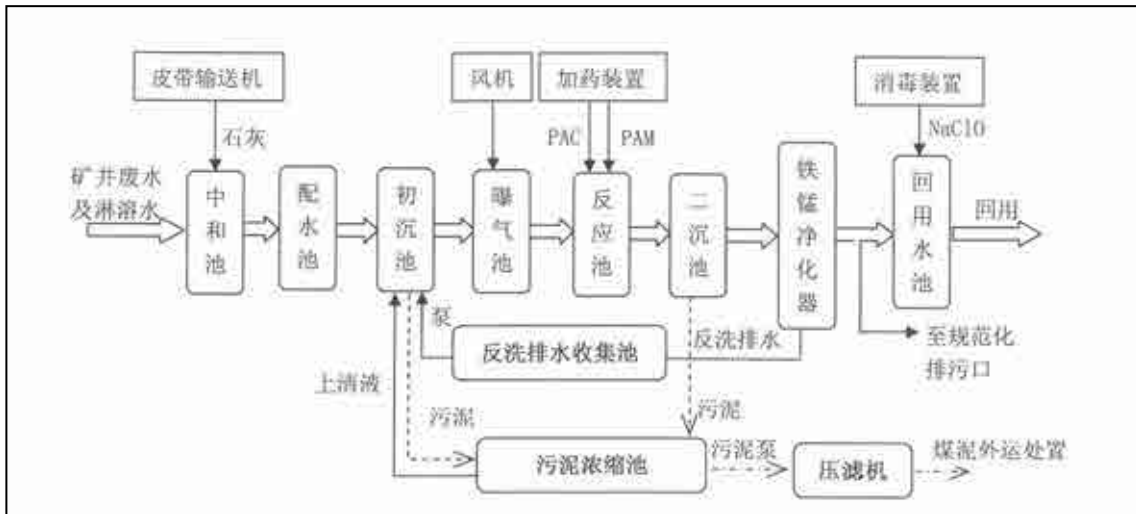 皮带输送机
风机
加药装置
消毒装置
石灰
PAC
PAM
NaClO
矿井废水
及淋溶水
中和池
配水池
初沉池
曝气池
反应池
二沉池
铁锰净化器
回用水池
回用
泵
反洗排水收集池
反洗排水
至规范化
排污口
上清液
污泥
污泥
污泥浓缩池
污泥泵
压滤机
煤泥外运处置